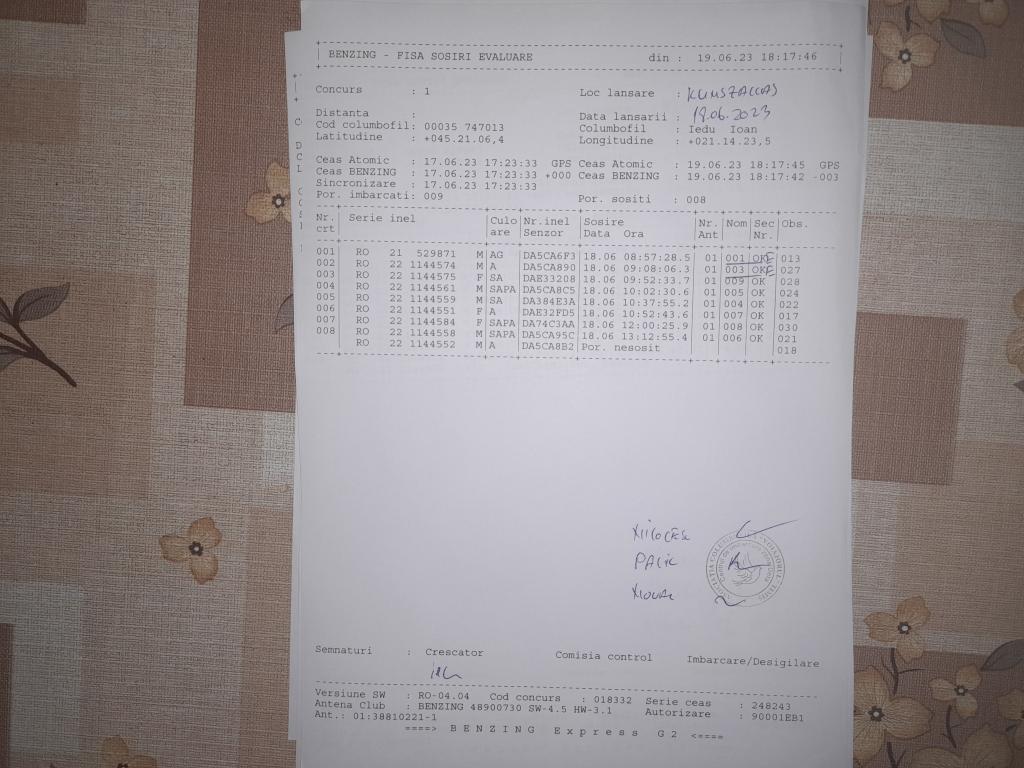 BENZING - FISA SOSIRI EVALUARE din : 19.06.23 18:17:46
Concurs : 1 Loc lansare :
Distanta : Data lansarii : 19.06.2023
Cod columbofil: 00035 747013 Columbofil : Iedu Ioan
Latitudine : +045.21.06,4 Longitudine : +021.14.23,5
Ceas Atomic : 17.06.23 17:23:33 GPS Ceas Atomic : 19.06.23 18:17:45 GPS
Ceas BENZING : 17.06.23 17:23:33 +000 Ceas BENZING : 19.06.23 18:17:42 -003
Sincronizare : 17.06.23 17:23:33
Por. imbarcati: 009 Por. sositi : 008
Nr. Serie inel Culo Nr.inel Sosire Nr. Nom Sec Obs.
crt are Senzor Data Ora Ant Nr.
001 RO 21 529871 M AG DA5CA6F3 18.06 08:57:28.5 01 001 OKE 013
002 RO 22 1144574 M A DA5CA890 18.06 09:08:06.3 01 003 OKE 027
003 RO 22 1144575 F SA DAE33208 18.06 09:52:33.7 01 009 OK 028
004 RO 22 1144561 M SAPA DA5CA8C5 18.06 10:02:30.6 01 005 OK 024
005 RO 22 1144559 M SA DA384E3A 18.06 10:37:55.2 01 004 OK 022
006 RO 22 1144551 F A DAE32FD5 18.06 10:52:43.6 01 007 OK 017
007 RO 22 1144584 F SAPA DA74C3AA 18.06 12:00:25.9 01 008 OK 030
008 RO 22 1144558 M SAPA DA5CA95C 18.06 13:12:55.4 01 006 OK 021
RO 22 1144552 M A DA5CA8B2 Por. nesosit 018
Semnaturi : Crescator Comisia control Imbarcare/Desigilare
Versiune SW : RO-04.04 Cod concurs : 018332 Serie ceas : 248243
Antena Club : BENZING 48900730 SW-4.5 HW-3.1 Autorizare : 90001EB1
Ant.: 01:38810221-1
====> B E N Z I N G E x p r e s s G 2 <====